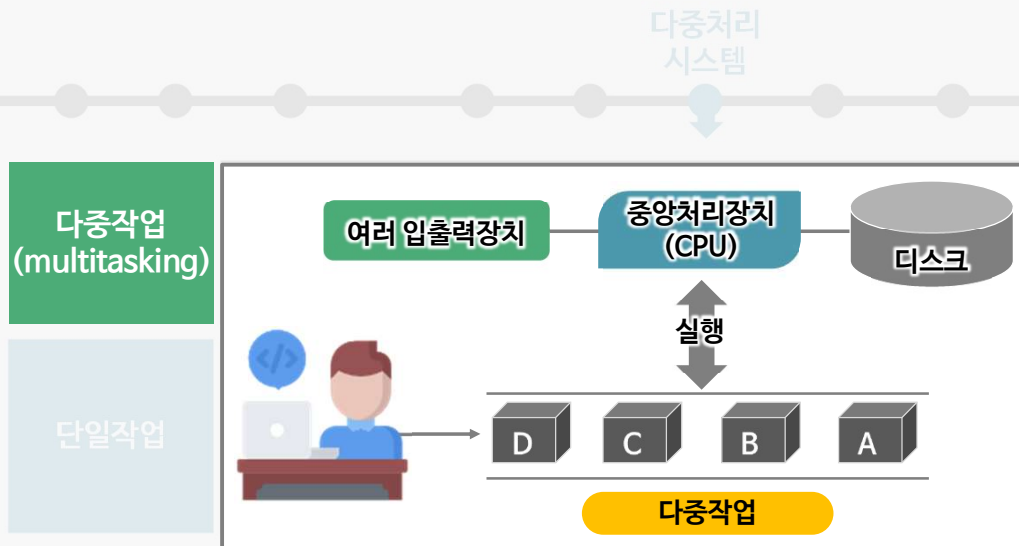 다중처리
시스템
다중작업
(multitasking)
단일작업
여러 입출력장치
중앙처리장치
(CPU)
디스크
실행
</>
D C B A
다중작업